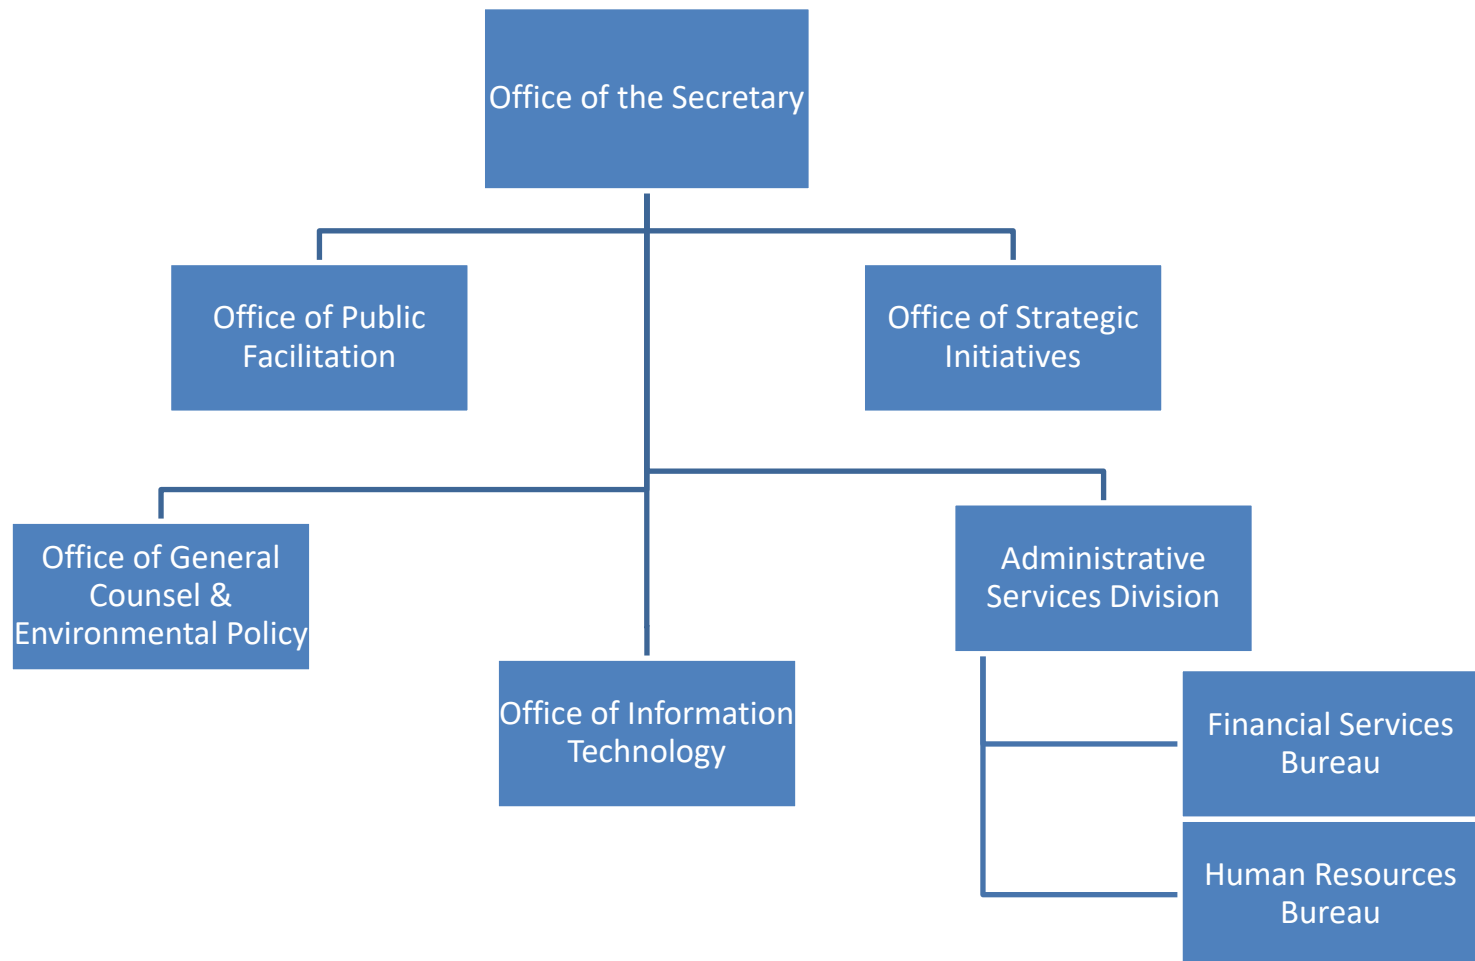 Office of the Secretary
Office of Public
Facilitation
Office of Strategic
Initiatives
Office of General
Counsel &
Environmental Policy
Administrative
Services Division
Office of Information
Technology
Financial Services
Bureau
Human Resources
Bureau